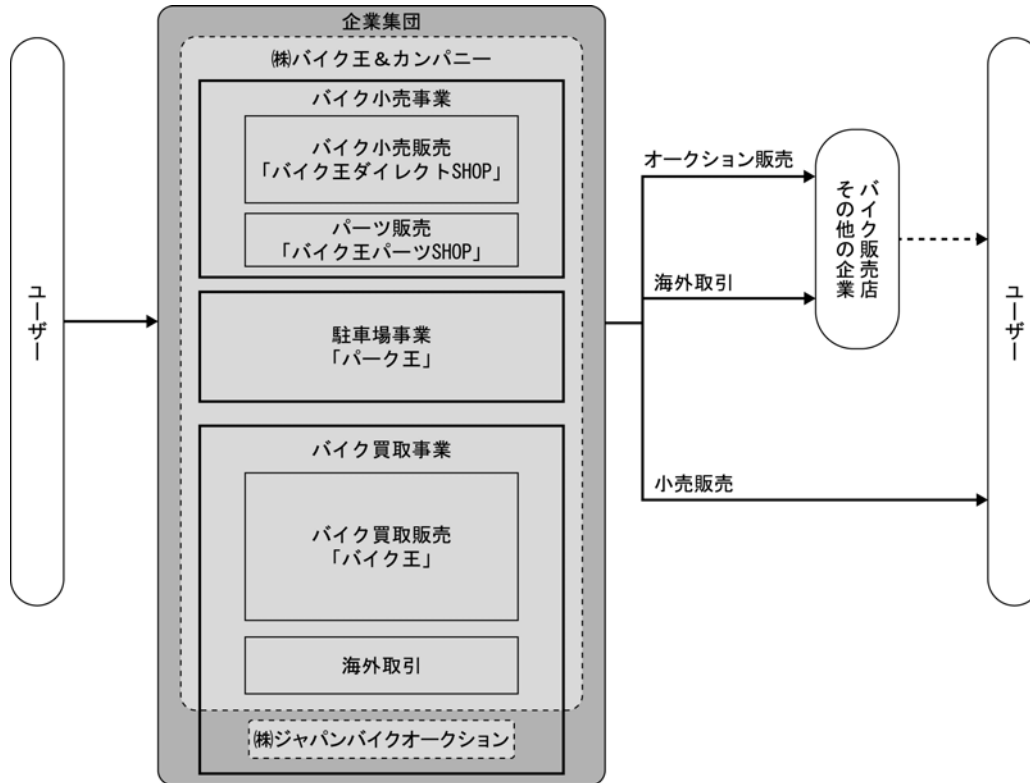 企業集団
㈱バイク王＆カンパニー
バイク小売事業
バイク小売販売
「バイク王ダイレクトSHOP」
パーツ販売
「バイク王パーツSHOP」
駐車場事業
「パーク王」
バイク買取事業
バイク買取販売
「バイク王」
海外取引
㈱ジャパンバイクオークション
ユーザー
オークション販売
海外取引
小売販売
バイク販売店
その他の企業
ユーザー